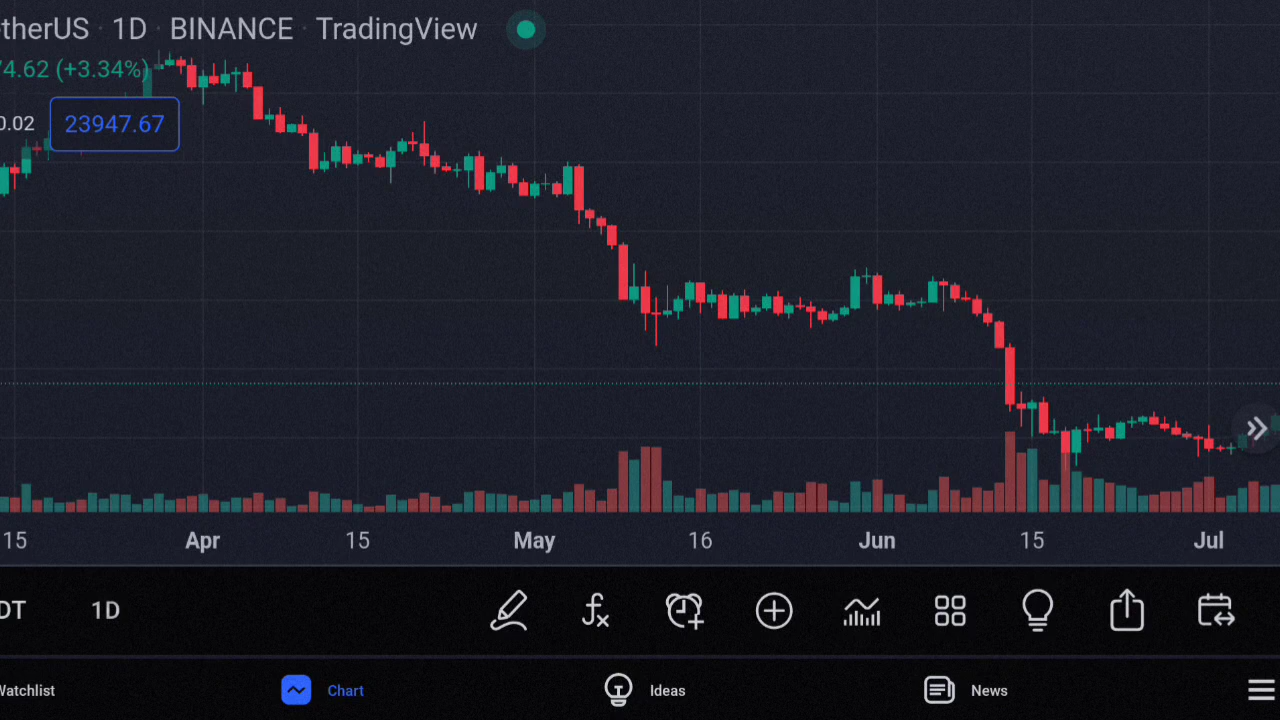 therUS · 1D · BINANCE · TradingView
74.62 (+3.34%)
0.02 23947.67
15 Apr 15 May 16 Jun 15 Jul
DT 1D
Watchlist Chart Ideas News